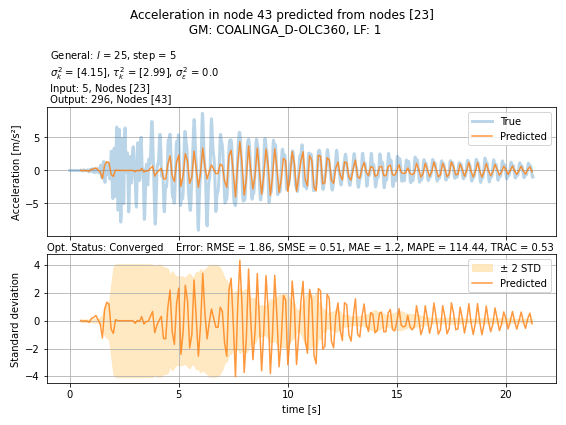 Acceleration in node 43 predicted from nodes [23]
GM: COALINGA_D-OLC360, LF: 1
General: l = 25, step = 5
σ²ₖ = [4.15], τ²ₖ = [2.99], σ²ε = 0.0
Input: 5, Nodes [23]
Output: 296, Nodes [43]
True
Predicted
Acceleration [m/s²]
5
0
−5
Opt. Status: Converged Error: RMSE = 1.86, SMSE = 0.51, MAE = 1.2, MAPE = 114.44, TRAC = 0.53
± 2 STD
Predicted
Standard deviation
4
2
0
−2
−4
0 5 10 15 20
time [s]